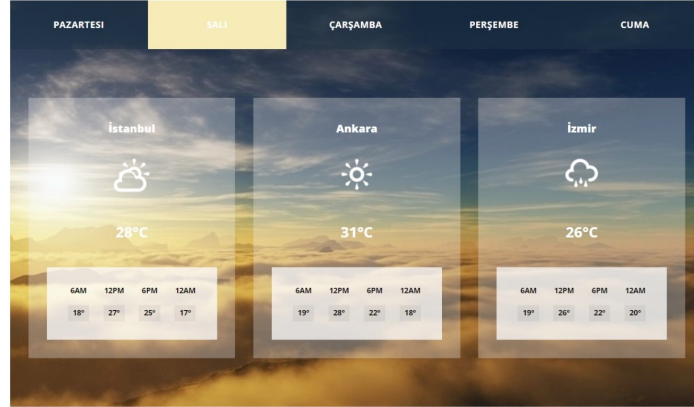 PAZARTESI SALI ÇARŞAMBA PERŞEMBE CUMA
İstanbul
28°C
6AM 12PM 6PM 12AM
18° 27° 25° 17°
Ankara
31°C
6AM 12PM 6PM 12AM
19° 28° 22° 18°
İzmir
26°C
6AM 12PM 6PM 12AM
19° 26° 22° 20°